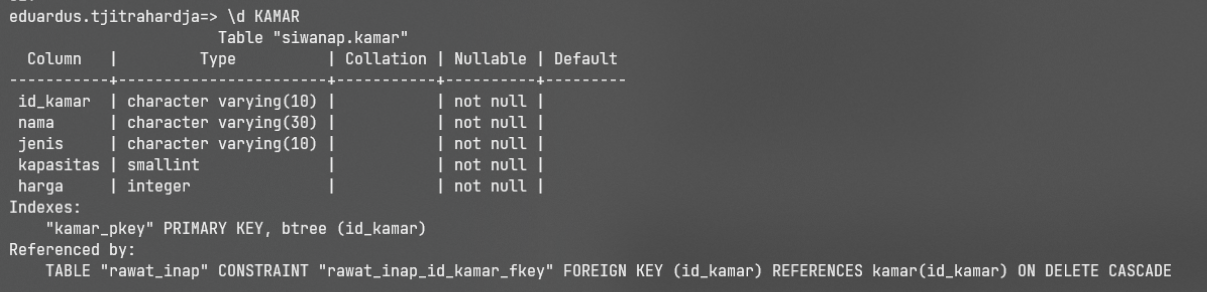 eduardus.tjitrahardja=> \d KAMAR
                      Table "siwanap.kamar"
  Column   |         Type          | Collation | Nullable | Default
-----------+-----------------------+-----------+----------+---------
 id_kamar  | character varying(10) |           | not null |
 nama      | character varying(30) |           | not null |
 jenis     | character varying(10) |           | not null |
 kapasitas | smallint              |           | not null |
 harga     | integer               |           | not null |
Indexes:
    "kamar_pkey" PRIMARY KEY, btree (id_kamar)
Referenced by:
    TABLE "rawat_inap" CONSTRAINT "rawat_inap_id_kamar_fkey" FOREIGN KEY (id_kamar) REFERENCES kamar(id_kamar) ON DELETE CASCADE